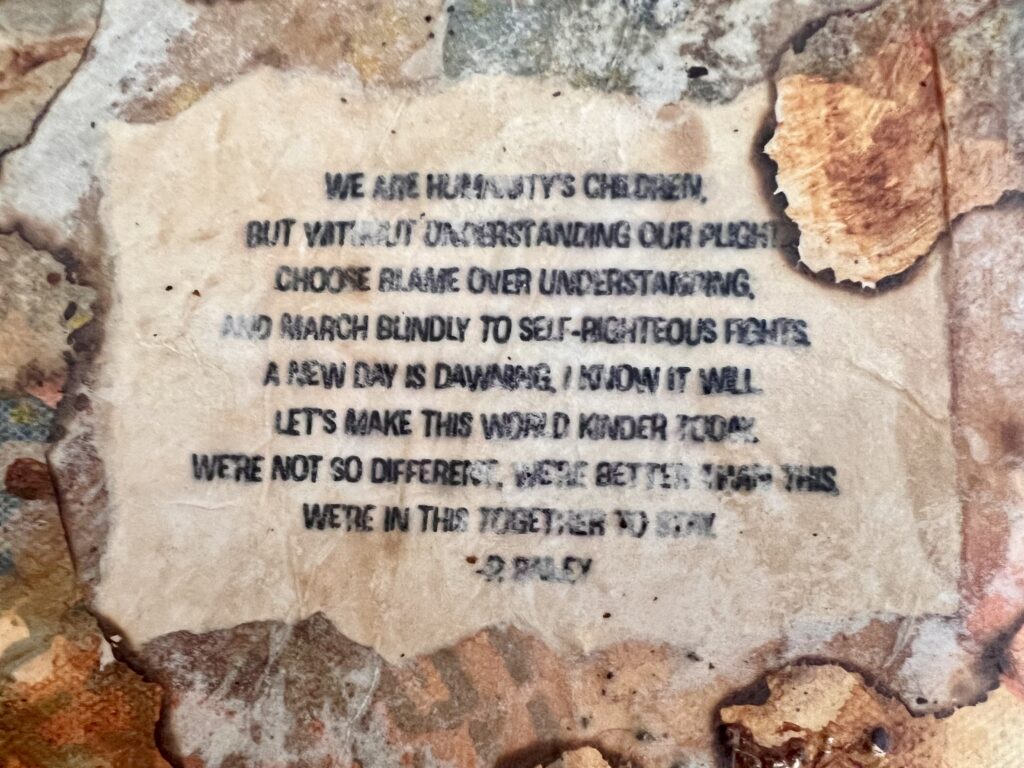 WE ARE HUMANITY'S CHILDREN,
BUT WITHOUT UNDERSTANDING OUR PLIGHT
CHOOSE BLAME OVER UNDERSTANDING,
AND MARCH BLINDLY TO SELF-RIGHTEOUS FIGHTS.
A NEW DAY IS DAWNING, I KNOW IT WILL
LET'S MAKE THIS WORLD KINDER TODAY.
WE'RE NOT SO DIFFERENT, WE'RE BETTER THAN THIS,
WE'RE IN THIS TOGETHER TO STAY.
BAILEY